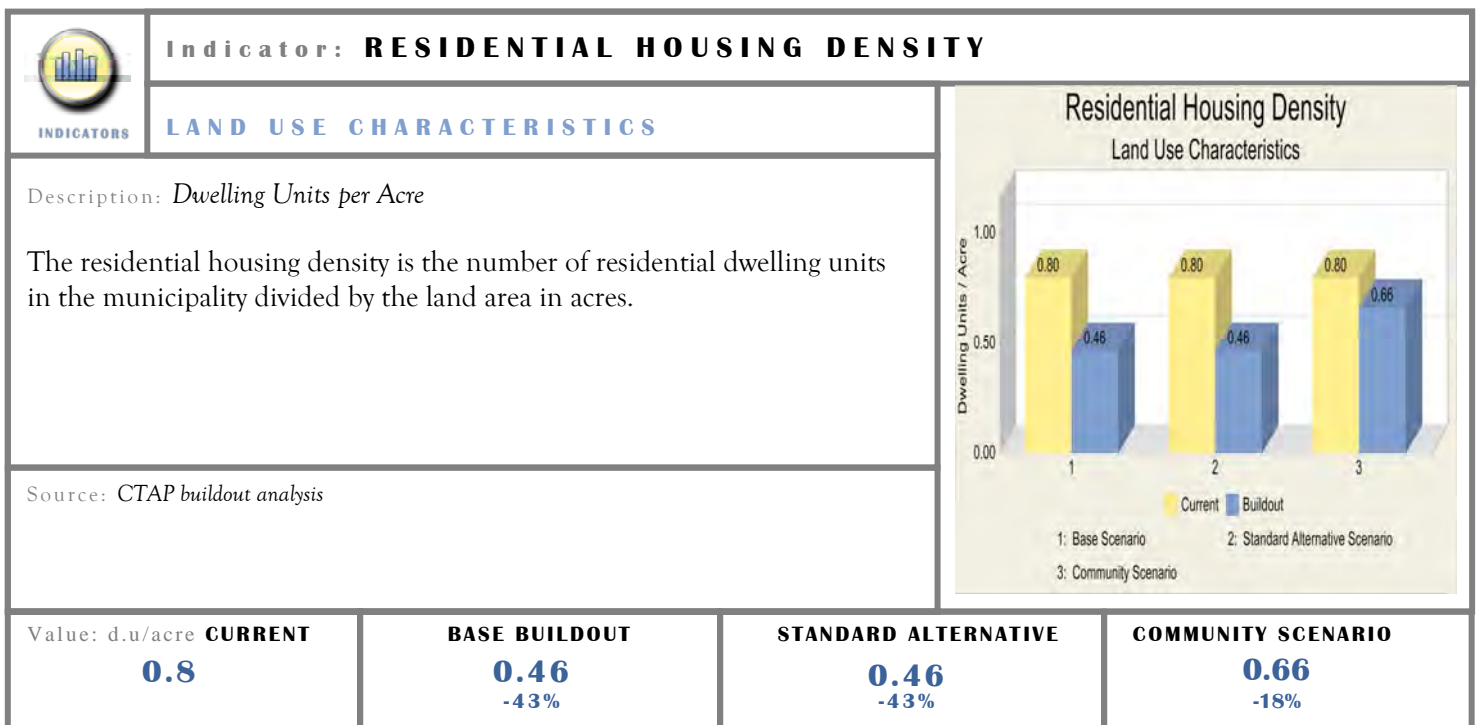 INDICATORS
Indicator: RESIDENTIAL HOUSING DENSITY
LAND USE CHARACTERISTICS
Description: Dwelling Units per Acre
The residential housing density is the number of residential dwelling units
in the municipality divided by the land area in acres.
Source: CTAP buildout analysis
Residential Housing Density
Land Use Characteristics
Dwelling Units / Acre
1.00
0.50
0.00
0.80
0.46
0.80
0.46
0.80
0.66
1 2 3
Current Buildout
1: Base Scenario 2: Standard Alternative Scenario
3: Community Scenario
Value: d.u/acre CURRENT
0.8
BASE BUILDOUT
0.46
-43%
STANDARD ALTERNATIVE
0.46
-43%
COMMUNITY SCENARIO
0.66
-18%